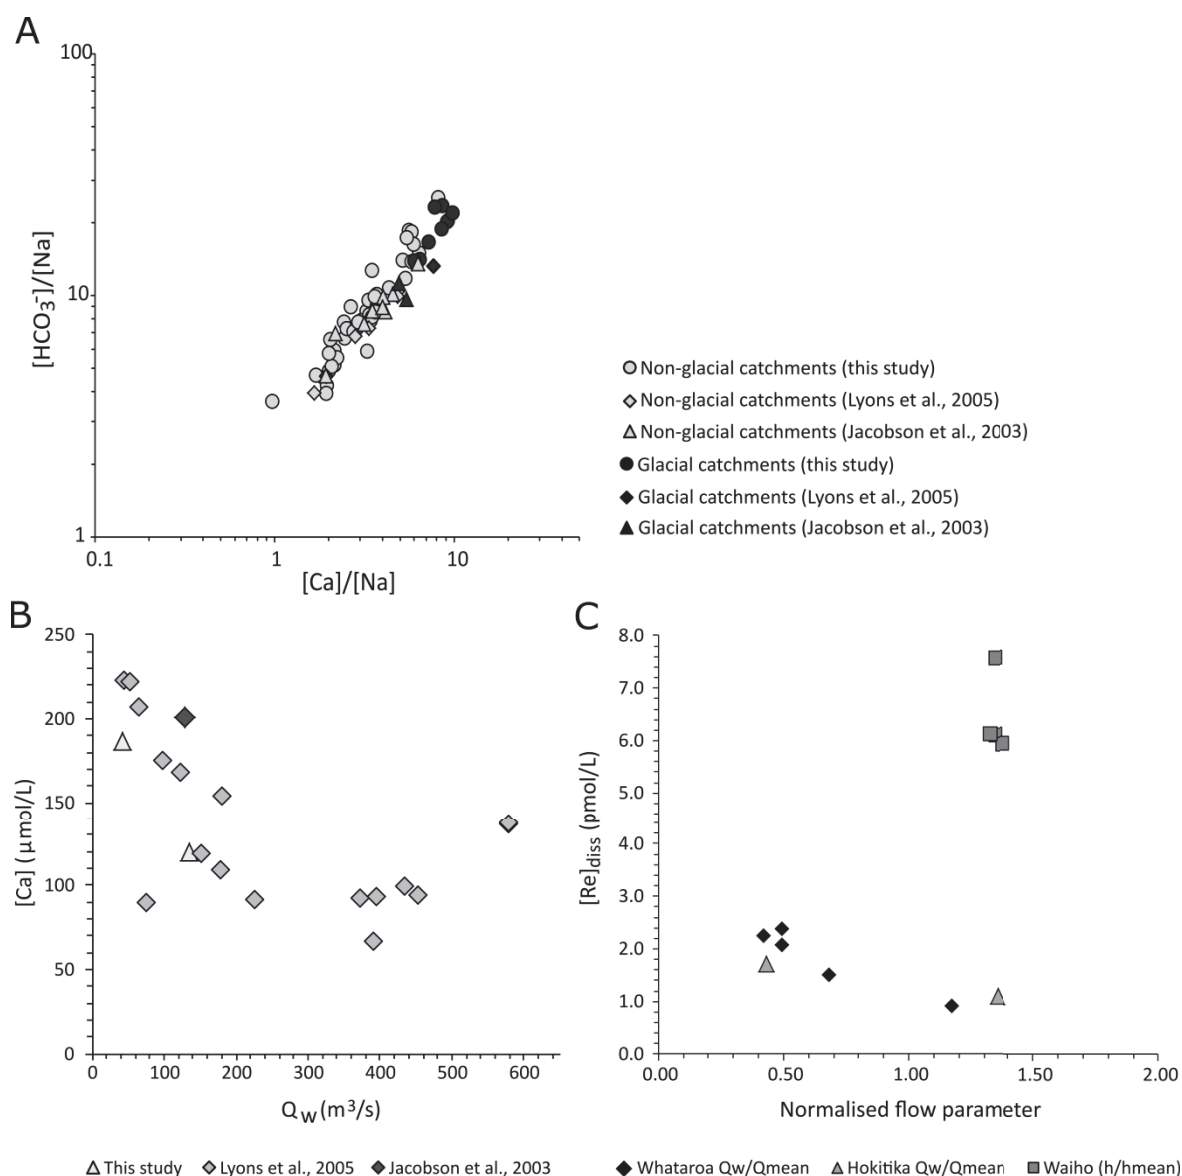 A
100
10
1
[HCO3-]/[Na]
0.1 1 10
[Ca]/[Na]
Non-glacial catchments (this study)
Non-glacial catchments (Lyons et al., 2005)
Non-glacial catchments (Jacobson et al., 2003)
Glacial catchments (this study)
Glacial catchments (Lyons et al., 2005)
Glacial catchments (Jacobson et al., 2003)
B
250
200
150
100
50
0
[Ca] (µmol/L)
0 100 200 300 400 500 600
QW (m³/s)
This study Lyons et al., 2005 Jacobson et al., 2003
C
8.0
7.0
6.0
5.0
4.0
3.0
2.0
1.0
0.0
[Re]diss (pmol/L)
0.00 0.50 1.00 1.50 2.00
Normalised flow parameter
Whataroa Qw/Qmean Hokitika Qw/Qmean Waiho (h/hmean)